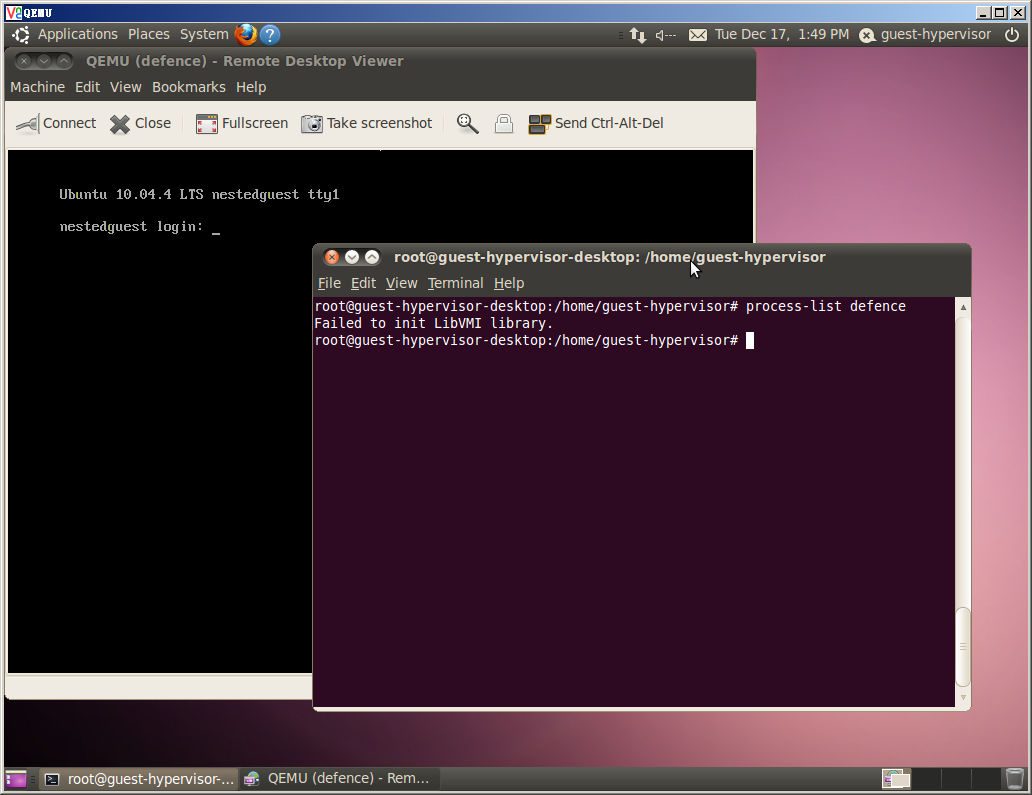 QEMU
Applications Places System Tue Dec 17, 1:49 PM guest-hypervisor
QEMU (defence) - Remote Desktop Viewer
Machine Edit View Bookmarks Help
Connect Close Fullscreen Take screenshot Send Ctrl-Alt-Del
Ubuntu 10.04.4 LTS nestedguest tty1
nestedguest login: _
root@guest-hypervisor-desktop: /home/guest-hypervisor
File Edit View Terminal Help
root@guest-hypervisor-desktop:/home/guest-hypervisor# process-list defence
Failed to init LibVMI library.
root@guest-hypervisor-desktop:/home/guest-hypervisor#
root@guest-hypervisor-... QEMU (defence) - Rem...